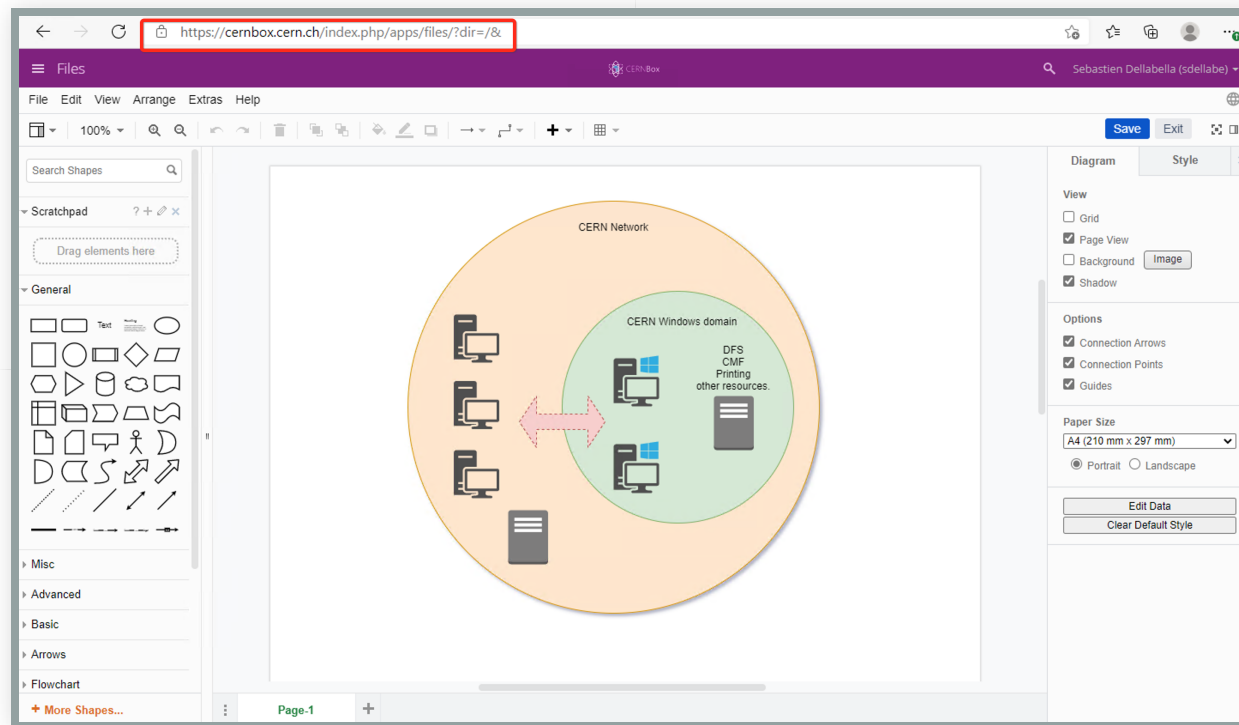 https://cernbox.cern.ch/index.php/apps/files/?dir=/&
Files
CERNBox
Sebastien Dellabella (sdellabe)
File Edit View Arrange Extras Help
100%
Save Exit
Search Shapes
Scratchpad
Drag elements here
General
Text
Heading
Misc
Advanced
Basic
Arrows
Flowchart
+ More Shapes...
CERN Network
CERN Windows domain
DFS
CMF
Printing
other resources.
Page-1
Diagram Style
View
Grid
Page View
Background Image
Shadow
Options
Connection Arrows
Connection Points
Guides
Paper Size
A4 (210 mm x 297 mm)
Portrait Landscape
Edit Data
Clear Default Style